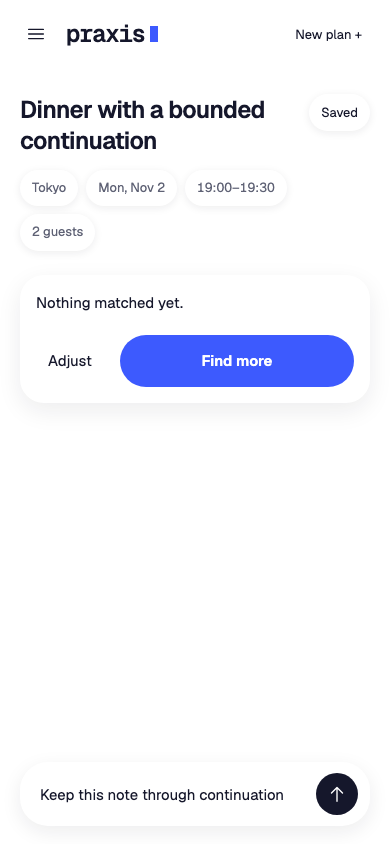 praxis
New plan +
Dinner with a bounded
continuation
Saved
Tokyo
Mon, Nov 2
19:00–19:30
2 guests
Nothing matched yet.
Adjust
Find more
Keep this note through continuation